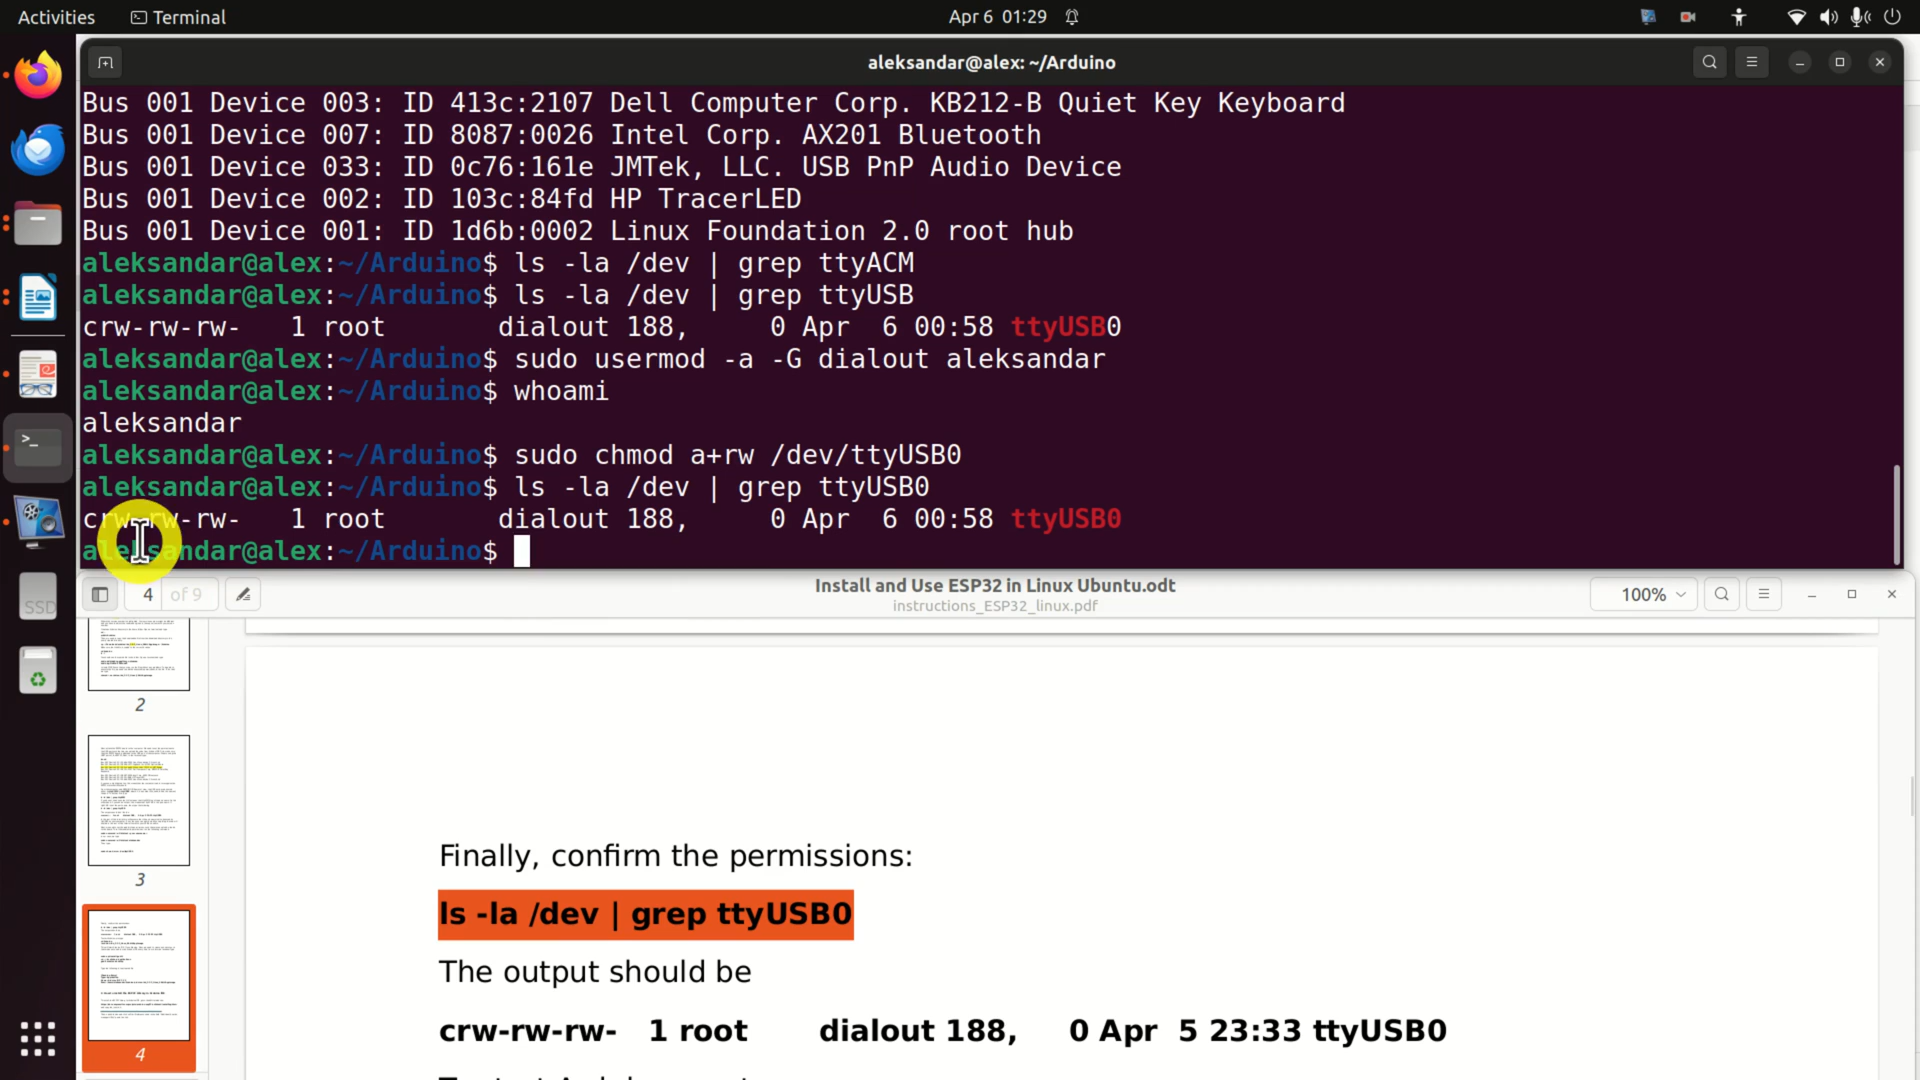 Activities
Terminal
Apr 6 01:29
aleksandar@alex: ~/Arduino
Bus 001 Device 003: ID 413c:2107 Dell Computer Corp. KB212-B Quiet Key Keyboard
Bus 001 Device 007: ID 8087:0026 Intel Corp. AX201 Bluetooth
Bus 001 Device 033: ID 0c76:161e JMTek, LLC. USB PnP Audio Device
Bus 001 Device 002: ID 103c:84fd HP TracerLED
Bus 001 Device 001: ID 1d6b:0002 Linux Foundation 2.0 root hub
aleksandar@alex:~/Arduino$ ls -la /dev | grep ttyACM
aleksandar@alex:~/Arduino$ ls -la /dev | grep ttyUSB
crw-rw-rw-   1 root       dialout 188,     0 Apr  6 00:58 ttyUSB0
aleksandar@alex:~/Arduino$ sudo usermod -a -G dialout aleksandar
aleksandar@alex:~/Arduino$ whoami
aleksandar
aleksandar@alex:~/Arduino$ sudo chmod a+rw /dev/ttyUSB0
aleksandar@alex:~/Arduino$ ls -la /dev | grep ttyUSB0
crw-rw-rw-   1 root       dialout 188,     0 Apr  6 00:58 ttyUSB0
aleksandar@alex:~/Arduino$
4 of 9
Install and Use ESP32 in Linux Ubuntu.odt
instructions_ESP32_linux.pdf
100%
SSD
2
3
4
Finally, confirm the permissions:
ls -la /dev | grep ttyUSB0
The output should be
crw-rw-rw-   1 root       dialout 188,     0 Apr  5 23:33 ttyUSB0